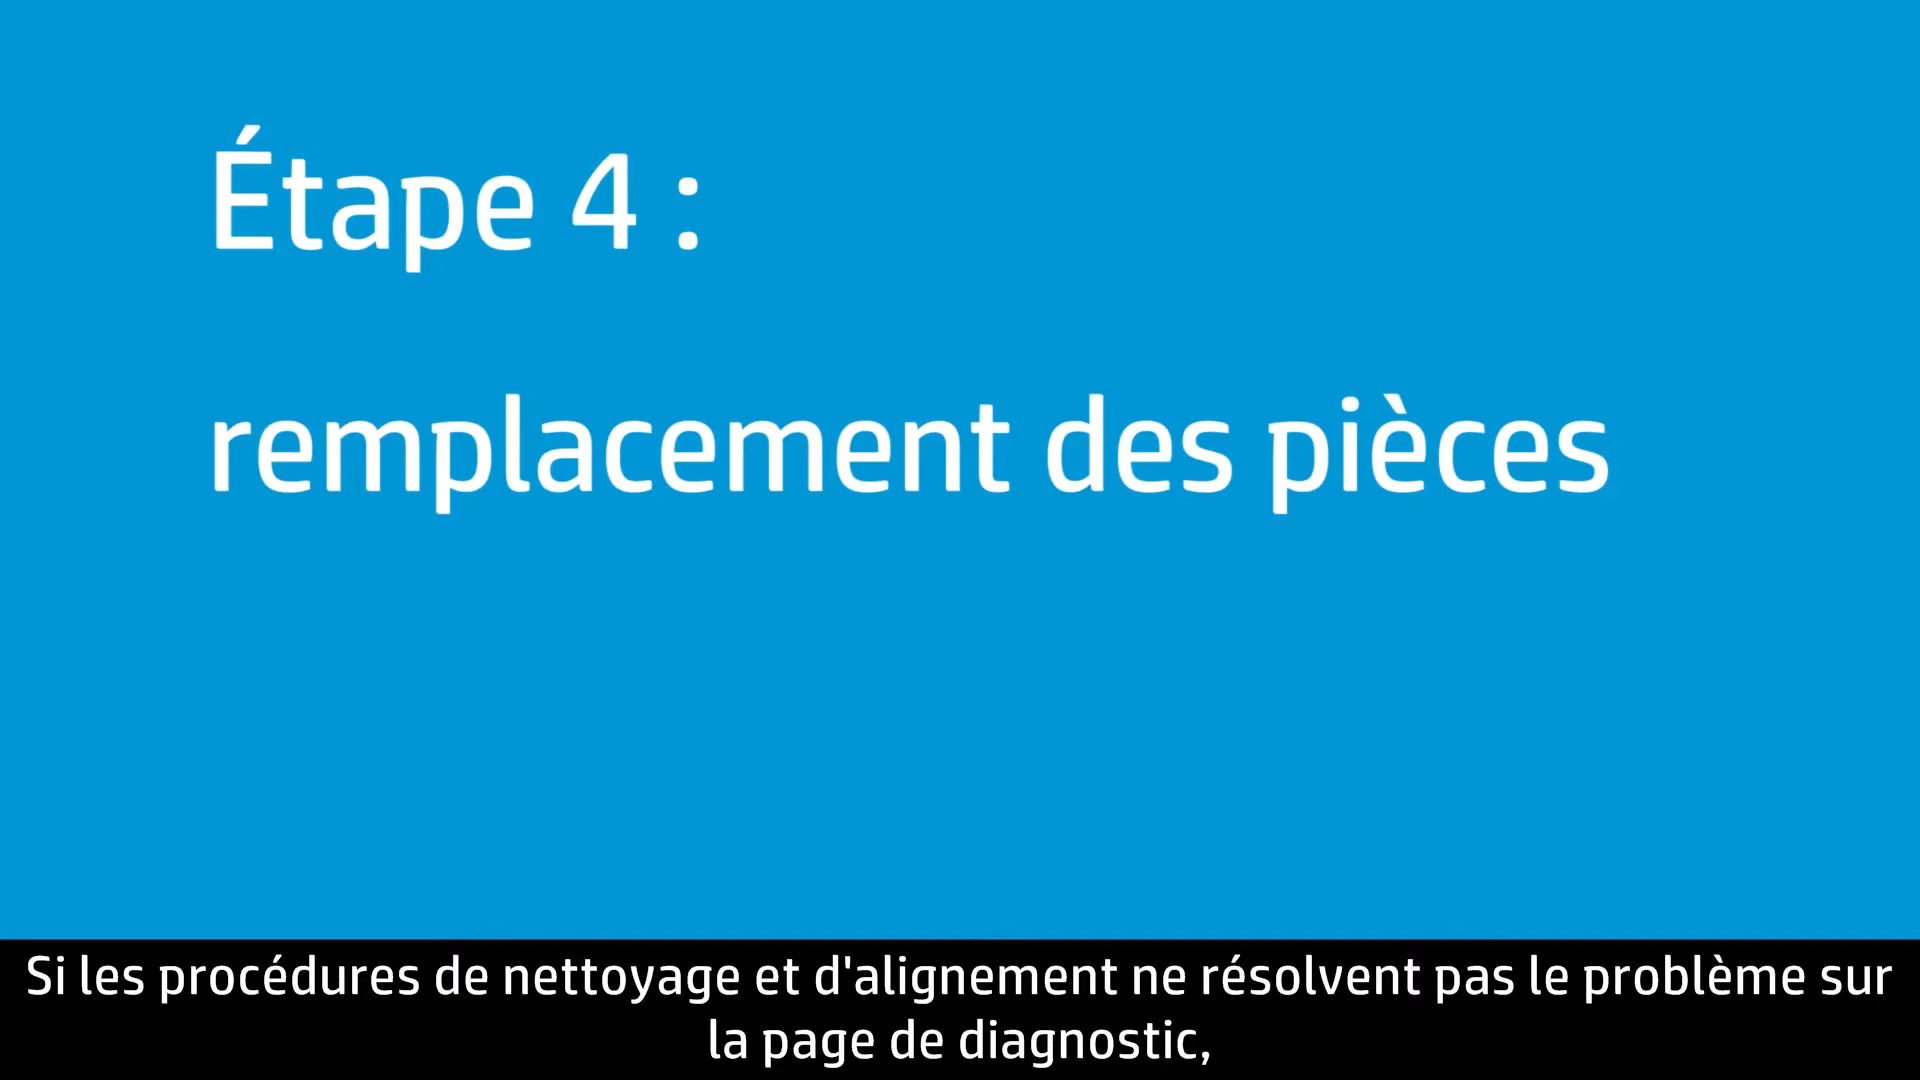 Étape 4 :
remplacement des pièces
Si les procédures de nettoyage et d'alignement ne résolvent pas le problème sur
la page de diagnostic,